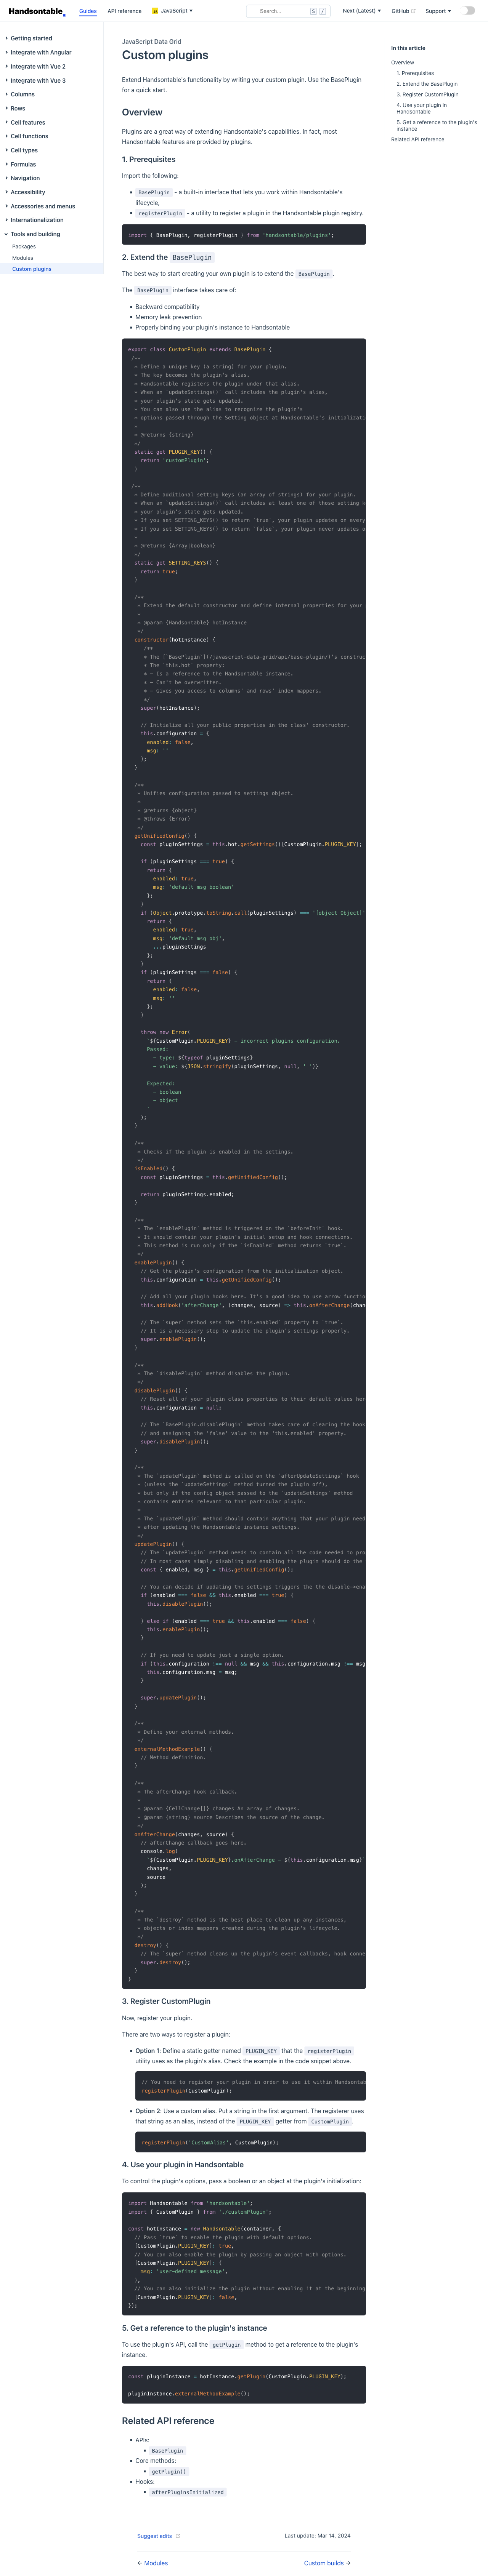 Handsontable
Guides
API reference
JavaScript
Search...
S /
Next (Latest)
GitHub
Support
Getting started
Integrate with Angular
Integrate with Vue 2
Integrate with Vue 3
Columns
Rows
Cell features
Cell functions
Cell types
Formulas
Navigation
Accessibility
Accessories and menus
Internationalization
Tools and building
Packages
Modules
Custom plugins
In this article
Overview
1. Prerequisites
2. Extend the BasePlugin
3. Register CustomPlugin
4. Use your plugin in
Handsontable
5. Get a reference to the plugin's
instance
Related API reference
JavaScript Data Grid
Custom plugins
Expand Handsontable's functionality by writing your custom plugin. Use the BasePlugin
for a quick start.
Overview
Plugins are a great way of extending Handsontable's capabilities. In fact, most
Handsontable features are provided by plugins.
1. Prerequisites
Import the following:
• BasePlugin - a built-in interface that lets you work within Handsontable's
lifecycle,
• registerPlugin - a utility to register a plugin in the Handsontable plugin registry.
import { BasePlugin, registerPlugin } from 'handsontable/plugins';
2. Extend the BasePlugin
The best way to start creating your own plugin is to extend the BasePlugin.
The BasePlugin interface takes care of:
• Backward compatibility
• Memory leak prevention
• Properly binding your plugin's instance to Handsontable
export class CustomPlugin extends BasePlugin {
/**
* Define a unique key (a string) for your plugin.
* The key becomes the plugin's alias.
* Handsontable registers the plugin under that alias.
* When an `updateSettings()` call includes the plugin's alias,
* your plugin's state gets updated.
* You can also use the alias to recognize the plugin's
* options passed through the Setting object at Handsontable's initializatio
*
* @returns {string}
*/
static get PLUGIN_KEY() {
return 'customPlugin';
}
/**
* Define additional setting keys (an array of strings) for your plugin.
* When `updateSettings()` call includes at least one of those setting k
* your plugin's state gets updated.
* If you set SETTING_KEYS() to return `true`, your plugin updates on every
* If you set SETTING_KEYS() to return `false`, your plugin never updates o
*
* @returns {Array|boolean}
*/
static get SETTING_KEYS() {
return true;
}
/**
* Extend the default constructor and define internal properties for your
*
* @param {Handsontable} hotInstance
*/
constructor(hotInstance) {
/**
* The [`BasePlugin`](/javascript-data-grid/api/base-plugin/)'s construc
* The `this.hot` property:
* - Is a reference to the Handsontable instance.
* - Can't be overwritten.
* - Gives you access to columns' and rows' index mappers.
*/
super(hotInstance);
// Initialize all your public properties in the class' constructor.
this.configuration = {
enabled: false,
msg: ''
};
}
/**
* Unifies configuration passed to settings object.
*
* @returns {object}
* @throws {Error}
*/
getUnifiedConfig() {
const pluginSettings = this.hot.getSettings()[CustomPlugin.PLUGIN_KEY];
if (pluginSettings === true) {
return {
enabled: true,
msg: 'default msg boolean'
};
}
if (Object.prototype.toString.call(pluginSettings) === '[object Object]'
return {
enabled: true,
msg: 'default msg obj',
...pluginSettings
};
}
if (pluginSettings === false) {
return {
enabled: false,
msg: ''
};
}
throw new Error(
`${CustomPlugin.PLUGIN_KEY} - incorrect plugins configuration.
Passed:
- type: ${typeof pluginSettings}
- value: ${JSON.stringify(pluginSettings, null, ' ')}
Expected:
- boolean
- object
`
);
}
/**
* Checks if the plugin is enabled in the settings.
*/
isEnabled() {
const pluginSettings = this.getUnifiedConfig();
return pluginSettings.enabled;
}
/**
* The `enablePlugin` method is triggered on the `beforeInit` hook.
* It should contain your plugin's initial setup and hook connections.
* This method is run only if the `isEnabled` method returns `true`.
*/
enablePlugin() {
// Get the plugin's configuration from the initialization object.
this.configuration = this.getUnifiedConfig();
// Add all your plugin hooks here. It's a good idea to use arrow function
this.addHook('afterChange', (changes, source) => this.onAfterChange(chan
// The `super` method sets the `this.enabled` property to `true`.
// It is a necessary step to update the plugin's settings properly.
super.enablePlugin();
}
/**
* The `disablePlugin` method disables the plugin.
*/
disablePlugin() {
// Reset all of your plugin class properties to their default values her
this.configuration = null;
// The `BasePlugin.disablePlugin` method takes care of clearing the hook
// and assigning the 'false' value to the 'this.enabled' property.
super.disablePlugin();
}
/**
* The `updatePlugin` method is called on the `afterUpdateSettings` hook
* (unless the `updateSettings` method turned the plugin off),
* but only if the config object passed to the `updateSettings` method
* contains entries relevant to that particular plugin.
*
* The `updatePlugin` method should contain anything that your plugin need
* after updating the Handsontable instance settings.
*/
updatePlugin() {
// The `updatePlugin` method needs to contain all the code needed to pro
// In most cases simply disabling and enabling the plugin should do the
const { enabled, msg } = this.getUnifiedConfig();
// You can decide if updating the settings triggers the the disable->ena
if (enabled === false && this.enabled === true) {
this.disablePlugin();
} else if (enabled === true && this.enabled === false) {
this.enablePlugin();
}
// If you need to update just a single option.
if (this.configuration !== null && msg && this.configuration.msg !== msg
this.configuration.msg = msg;
}
super.updatePlugin();
}
/**
* Define your external methods.
*/
externalMethodExample() {
// Method definition.
}
/**
* The afterChange hook callback.
*
* @param {CellChange[]} changes An array of changes.
* @param {string} source Describes the source of the change.
*/
onAfterChange(changes, source) {
// afterChange callback goes here.
console.log(
`${CustomPlugin.PLUGIN_KEY}.onAfterChange - ${this.configuration.msg}`
changes,
source
);
}
/**
* The `destroy` method is the best place to clean up any instances,
* objects or index mappers created during the plugin's lifecycle.
*/
destroy() {
// The `super` method cleans up the plugin's event callbacks, hook conne
super.destroy();
}
}
3. Register CustomPlugin
Now, register your plugin.
There are two ways to register a plugin:
• Option 1: Define a static getter named PLUGIN_KEY that the registerPlugin
utility uses as the plugin's alias. Check the example in the code snippet above.
// You need to register your plugin in order to use it within Handsontab
registerPlugin(CustomPlugin);
• Option 2: Use a custom alias. Put a string in the first argument. The registerer uses
that string as an alias, instead of the PLUGIN_KEY getter from CustomPlugin.
registerPlugin('CustomAlias', CustomPlugin);
4. Use your plugin in Handsontable
To control the plugin's options, pass a boolean or an object at the plugin's initialization:
import Handsontable from 'handsontable';
import { CustomPlugin } from './customPlugin';
const hotInstance = new Handsontable(container, {
// Pass `true` to enable the plugin with default options.
[CustomPlugin.PLUGIN_KEY]: true,
// You can also enable the plugin by passing an object with options.
[CustomPlugin.PLUGIN_KEY]: {
msg: 'user-defined message',
},
// You can also initialize the plugin without enabling it at the beginning
[CustomPlugin.PLUGIN_KEY]: false,
});
5. Get a reference to the plugin's instance
To use the plugin's API, call the getPlugin method to get a reference to the plugin's
instance.
const pluginInstance = hotInstance.getPlugin(CustomPlugin.PLUGIN_KEY);
pluginInstance.externalMethodExample();
Related API reference
• APIs:
• BasePlugin
• Core methods:
• getPlugin()
• Hooks:
• afterPluginsInitialized
Suggest edits
Last update: Mar 14, 2024
← Modules
Custom builds →